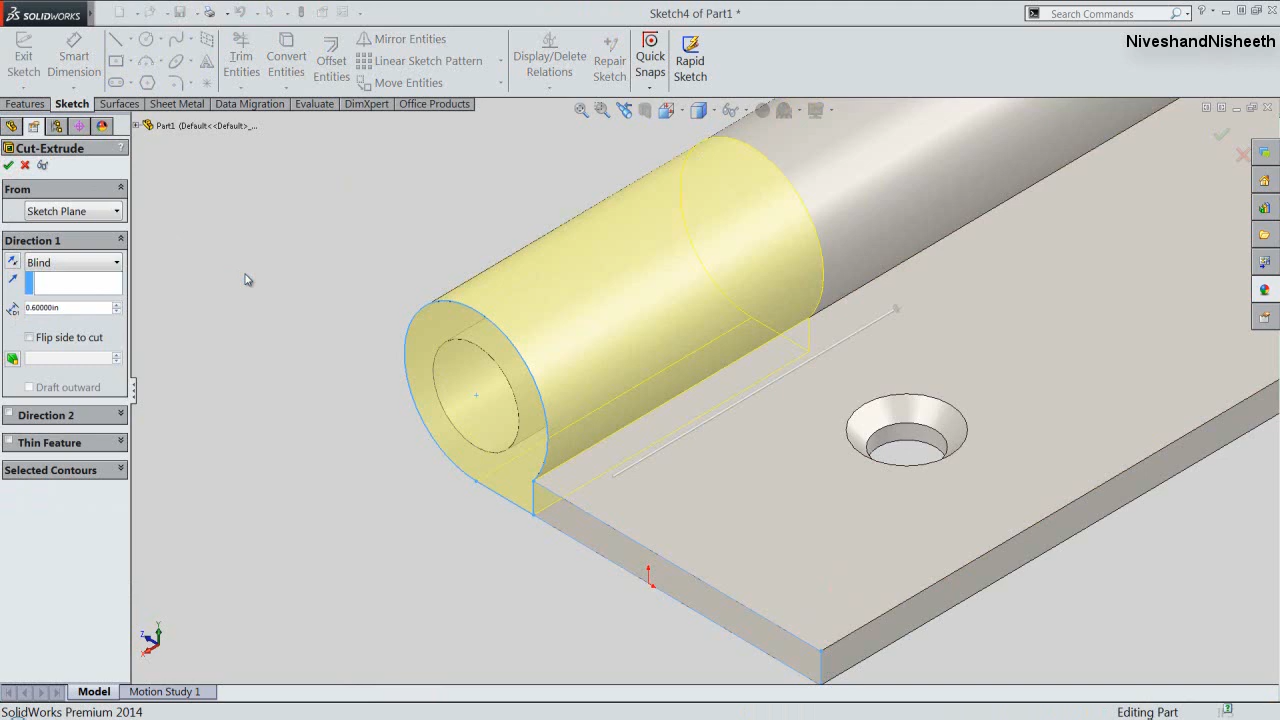 SOLIDWORKS
Sketch4 of Part1 *
Search Commands
NiveshandNisheeth
Exit Sketch
Smart Dimension
Trim Entities
Convert Entities
Offset Entities
Mirror Entities
Linear Sketch Pattern
Move Entities
Display/Delete Relations
Repair Sketch
Quick Snaps
Rapid Sketch
Features
Sketch
Surfaces
Sheet Metal
Data Migration
Evaluate
DimXpert
Office Products
Part1 (Default<<Default>_...
Cut-Extrude
?
From
Sketch Plane
Direction 1
Blind
0.60000in
Flip side to cut
Draft outward
Direction 2
Thin Feature
Selected Contours
Y
Z
X
Model
Motion Study 1
SolidWorks Premium 2014
Editing Part